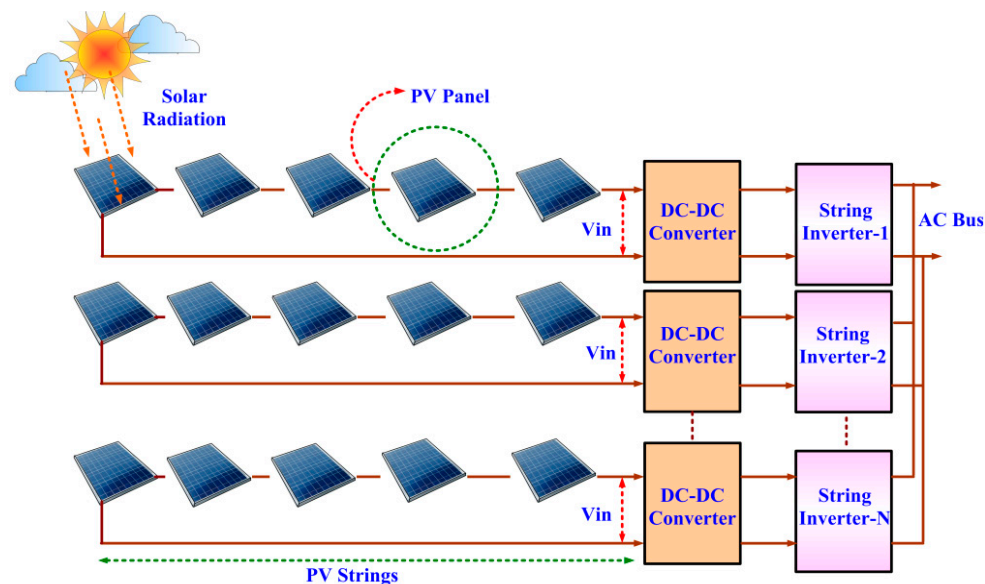 PV Panel
Solar
Radiation
Vin
DC-DC
Converter
String
Inverter-1
AC Bus
Vin
DC-DC
Converter
String
Inverter-2
Vin
DC-DC
Converter
String
Inverter-N
PV Strings